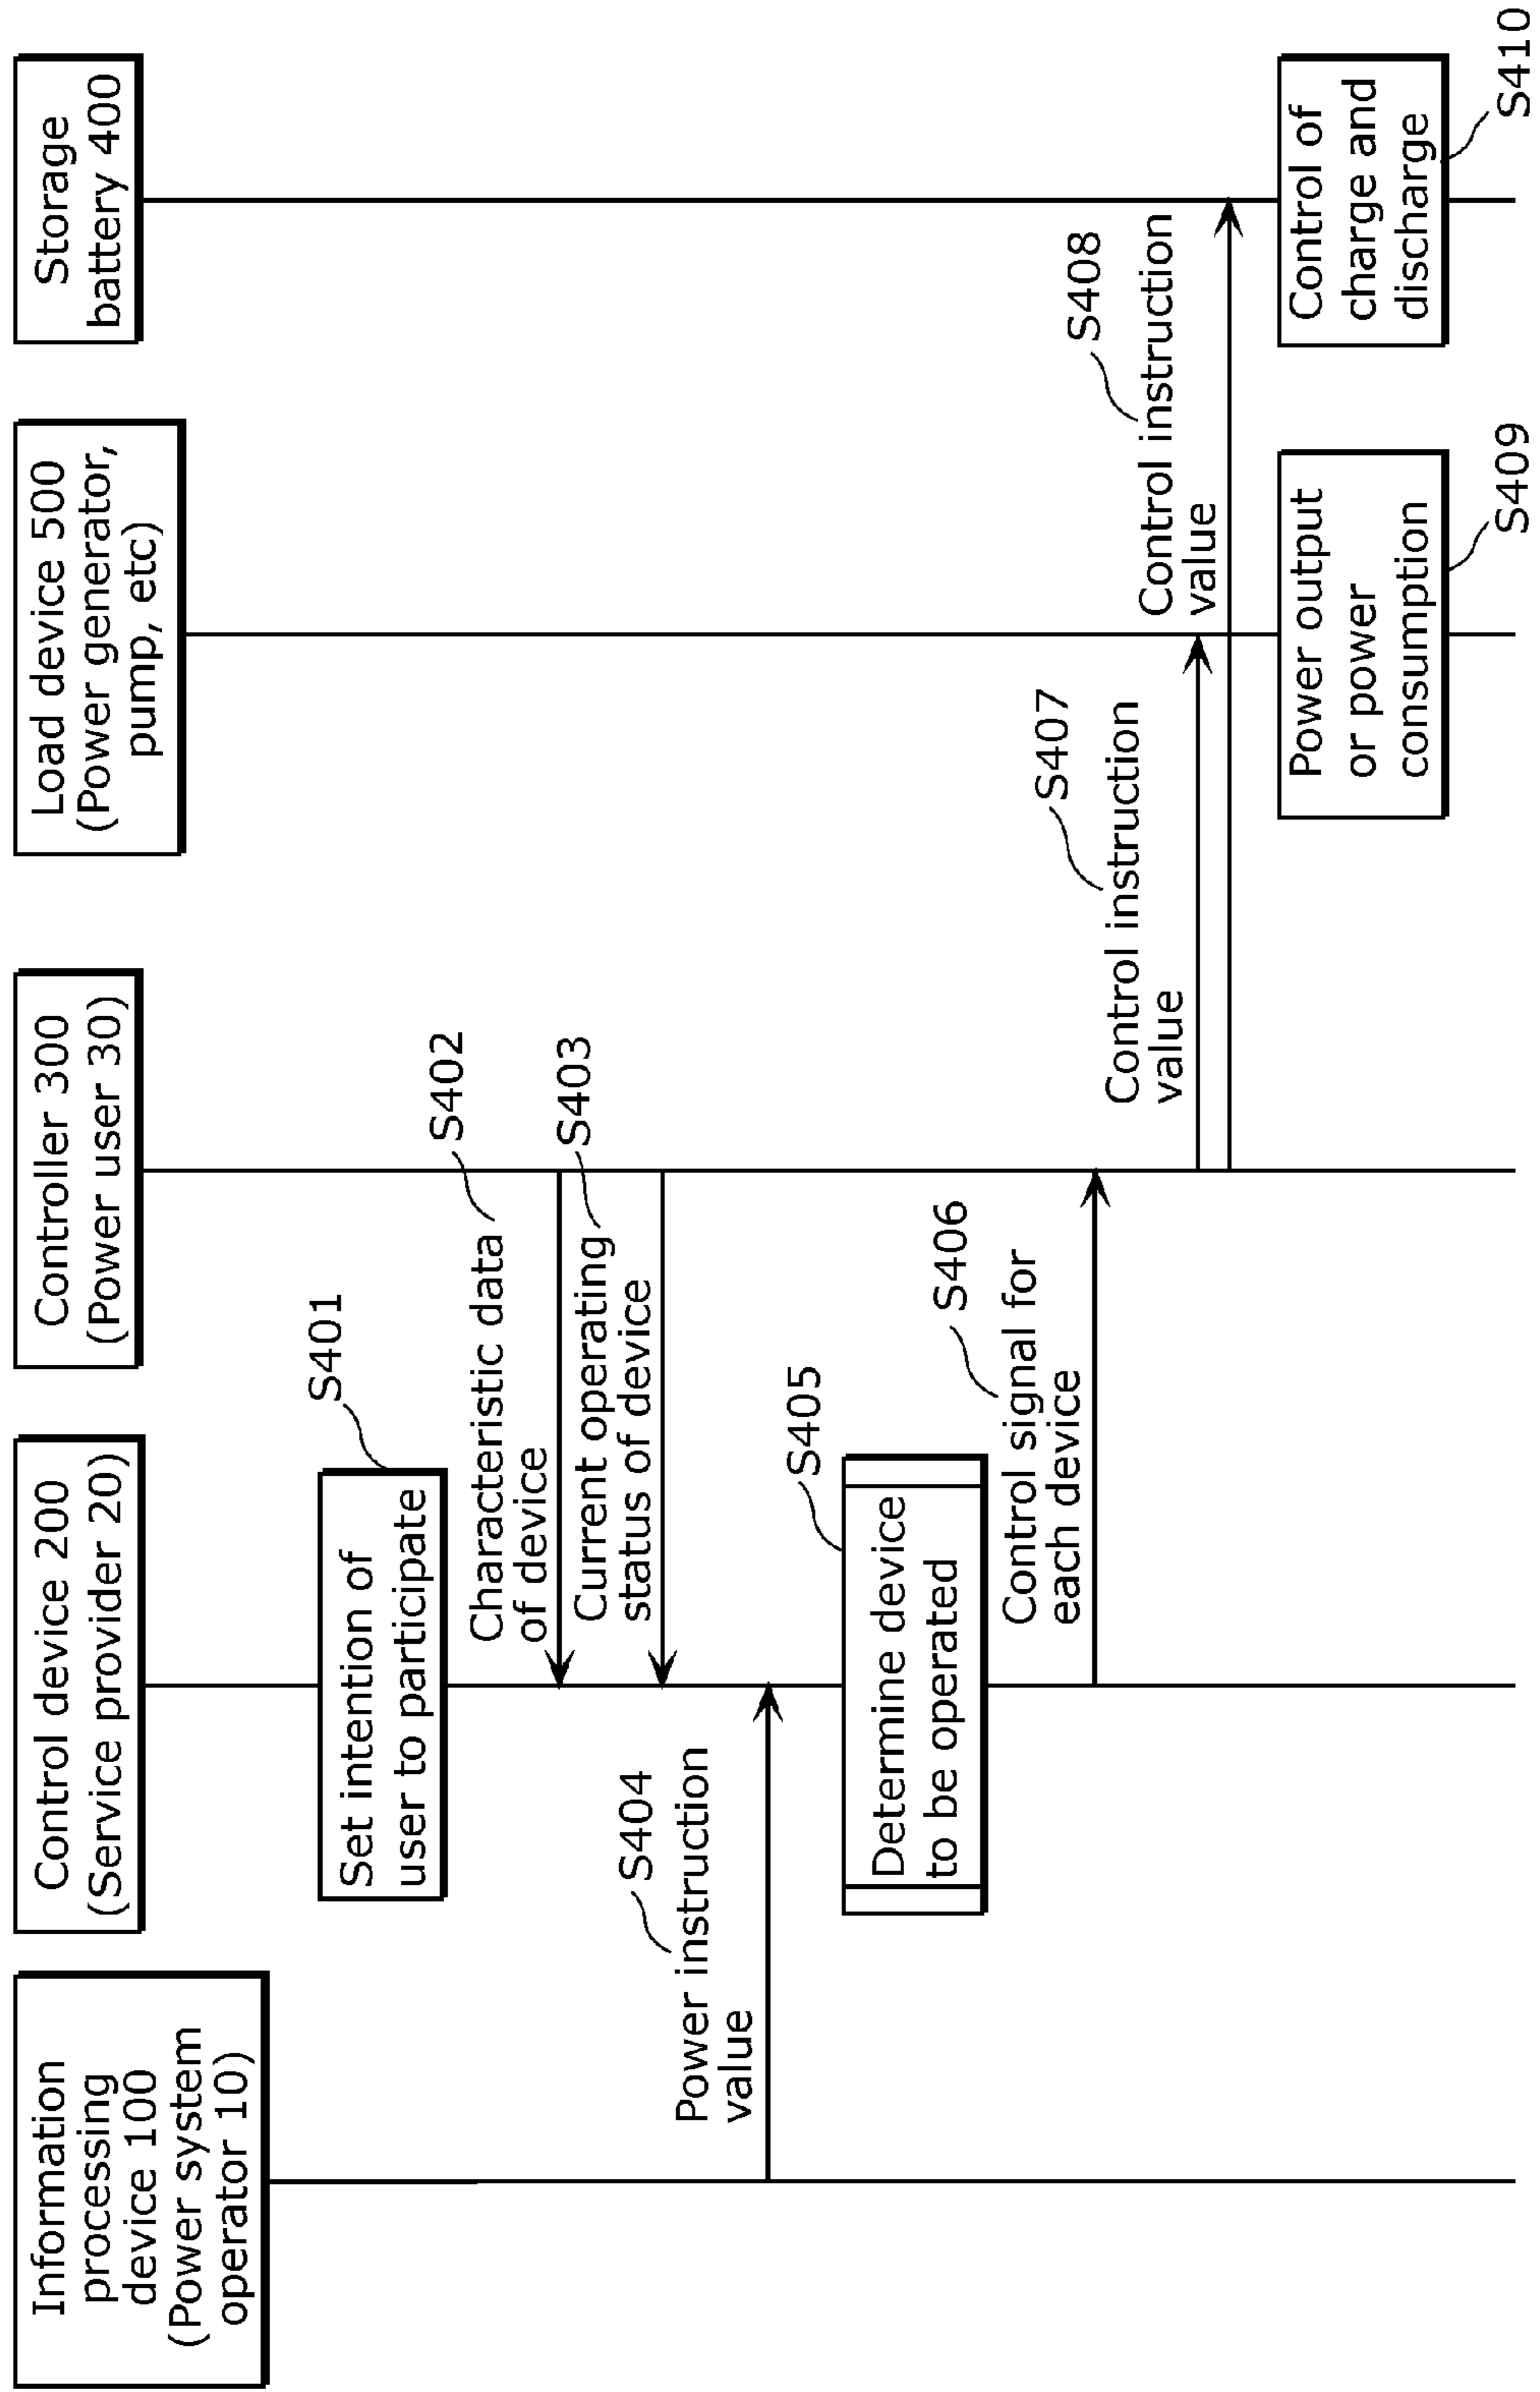 Information
processing
device 100
(Power system
operator 10)
Control device 200
(Service provider 20)
Controller 300
(Power user 30)
Load device 500
(Power generator,
pump, etc)
Storage
battery 400
S401
Set intention of
user to participate
S402
Characteristic data
of device
S403
Current operating
status of device
S404
Power instruction
value
S405
Determine device
to be operated
S406
Control signal for
each device
S407
Control instruction
value
S408
Control instruction
value
Power output
or power
consumption
S409
Control of
charge and
discharge
S410